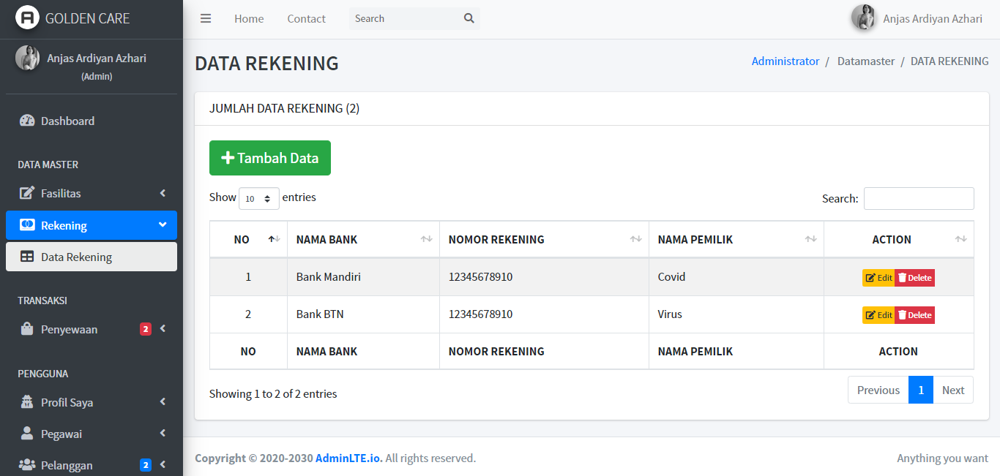 GOLDEN CARE
Anjas Ardiyan Azhari
(Admin)
Dashboard
DATA MASTER
Fasilitas
Rekening
Data Rekening
TRANSAKSI
Penyewaan 2
PENGGUNA
Profil Saya
Pegawai
Pelanggan 2
Home Contact Search Anjas Ardiyan Azhari
DATA REKENING Administrator / Datamaster / DATA REKENING
JUMLAH DATA REKENING (2)
Tambah Data
Show 10 entries Search:
NO NAMA BANK NOMOR REKENING NAMA PEMILIK ACTION
1 Bank Mandiri 12345678910 Covid Edit Delete
2 Bank BTN 12345678910 Virus Edit Delete
NO NAMA BANK NOMOR REKENING NAMA PEMILIK ACTION
Showing 1 to 2 of 2 entries Previous 1 Next
Copyright © 2020-2030 AdminLTE.io. All rights reserved. Anything you want